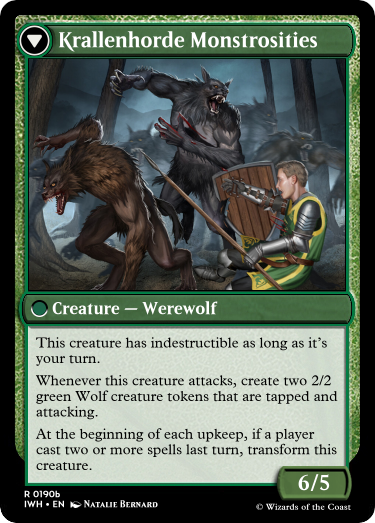 Krallenhorde Monstrosities
Creature — Werewolf
This creature has indestructible as long as it's
your turn.
Whenever this creature attacks, create two 2/2
green Wolf creature tokens that are tapped and
attacking.
At the beginning of each upkeep, if a player
cast two or more spells last turn, transform this
creature.
6/5
R 0190b
IWH • EN Natalie Bernard
© Wizards of the Coast